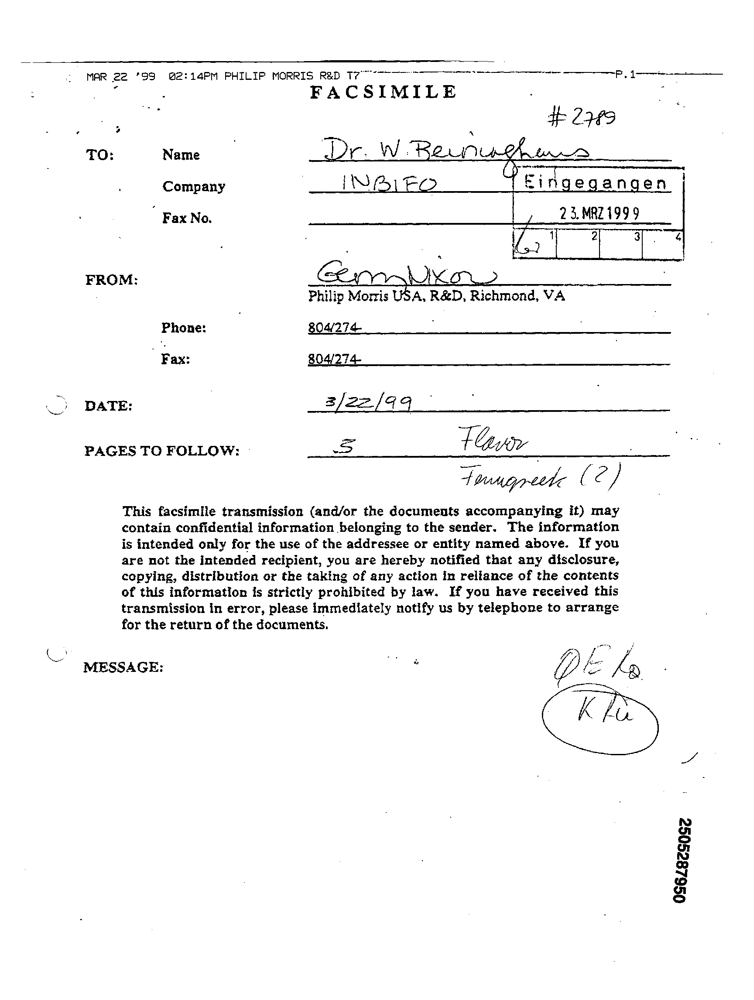 MAR 22 '99 02:14PM PHILIP MORRIS R&D T7 P.1
FACSIMILE
#2789
TO: Name Dr. W. Reininghaus
Company INBIFO
Eingegangen
Fax No.
23. MRZ 1999
1 2 3 4
FROM: Gerry Nixon
Philip Morris USA, R&D, Richmond, VA
Phone: 804/274-
Fax: 804/274-
DATE: 3/22/99
PAGES TO FOLLOW: 5 Flavor
Fenugreek (?)
This facsimile transmission (and/or the documents accompanying it) may
contain confidential information belonging to the sender. The information
is intended only for the use of the addressee or entity named above. If you
are not the intended recipient, you are hereby notified that any disclosure,
copying, distribution or the taking of any action in reliance of the contents
of this information is strictly prohibited by law. If you have received this
transmission in error, please immediately notify us by telephone to arrange
for the return of the documents.
MESSAGE:
2505287950